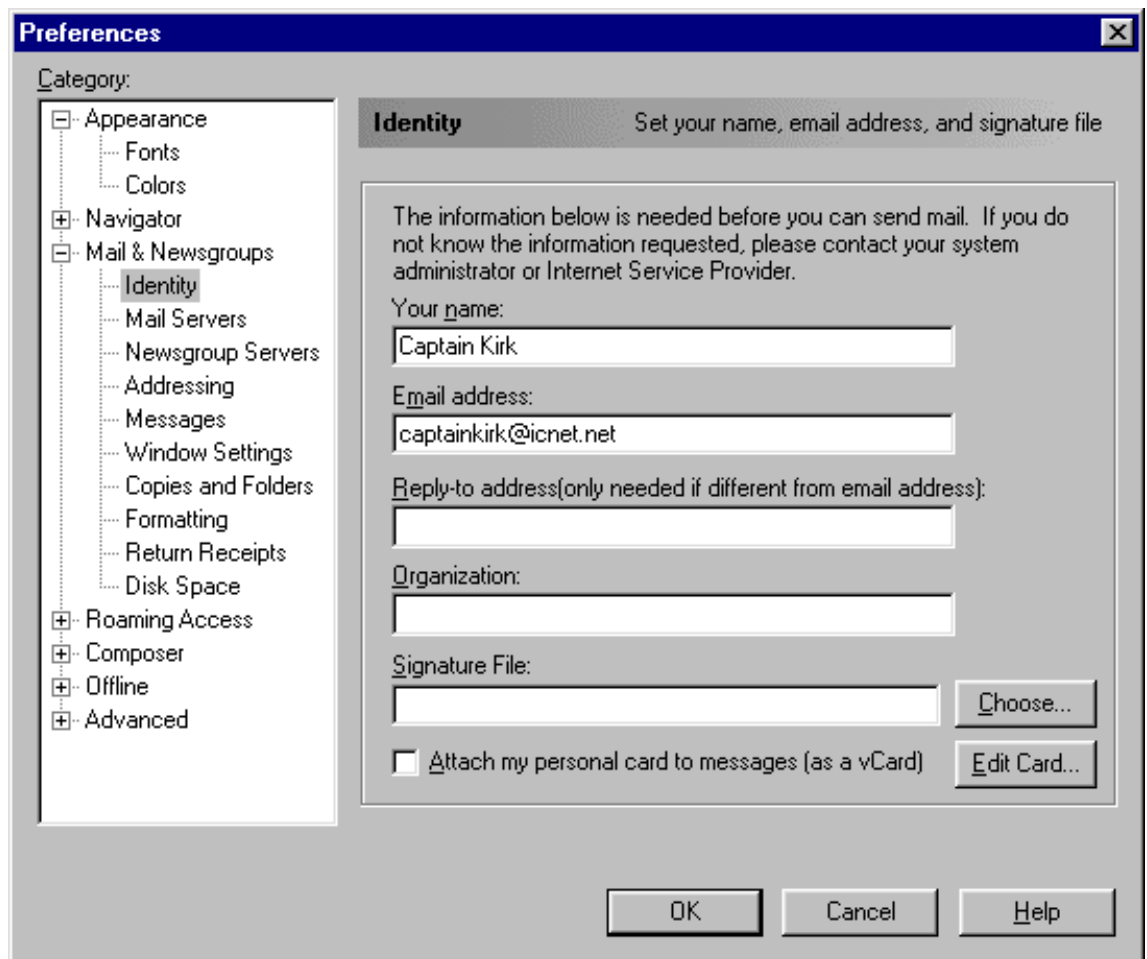 Preferences
Category:
Appearance
Fonts
Colors
Navigator
Mail & Newsgroups
Identity
Mail Servers
Newsgroup Servers
Addressing
Messages
Window Settings
Copies and Folders
Formatting
Return Receipts
Disk Space
Roaming Access
Composer
Offline
Advanced
Identity
Set your name, email address, and signature file
The information below is needed before you can send mail.  If you do
not know the information requested, please contact your system
administrator or Internet Service Provider.
Your name:
Captain Kirk
Email address:
captainkirk@icnet.net
Reply-to address(only needed if different from email address):
Organization:
Signature File:
Choose...
Attach my personal card to messages (as a vCard)
Edit Card...
OK
Cancel
Help